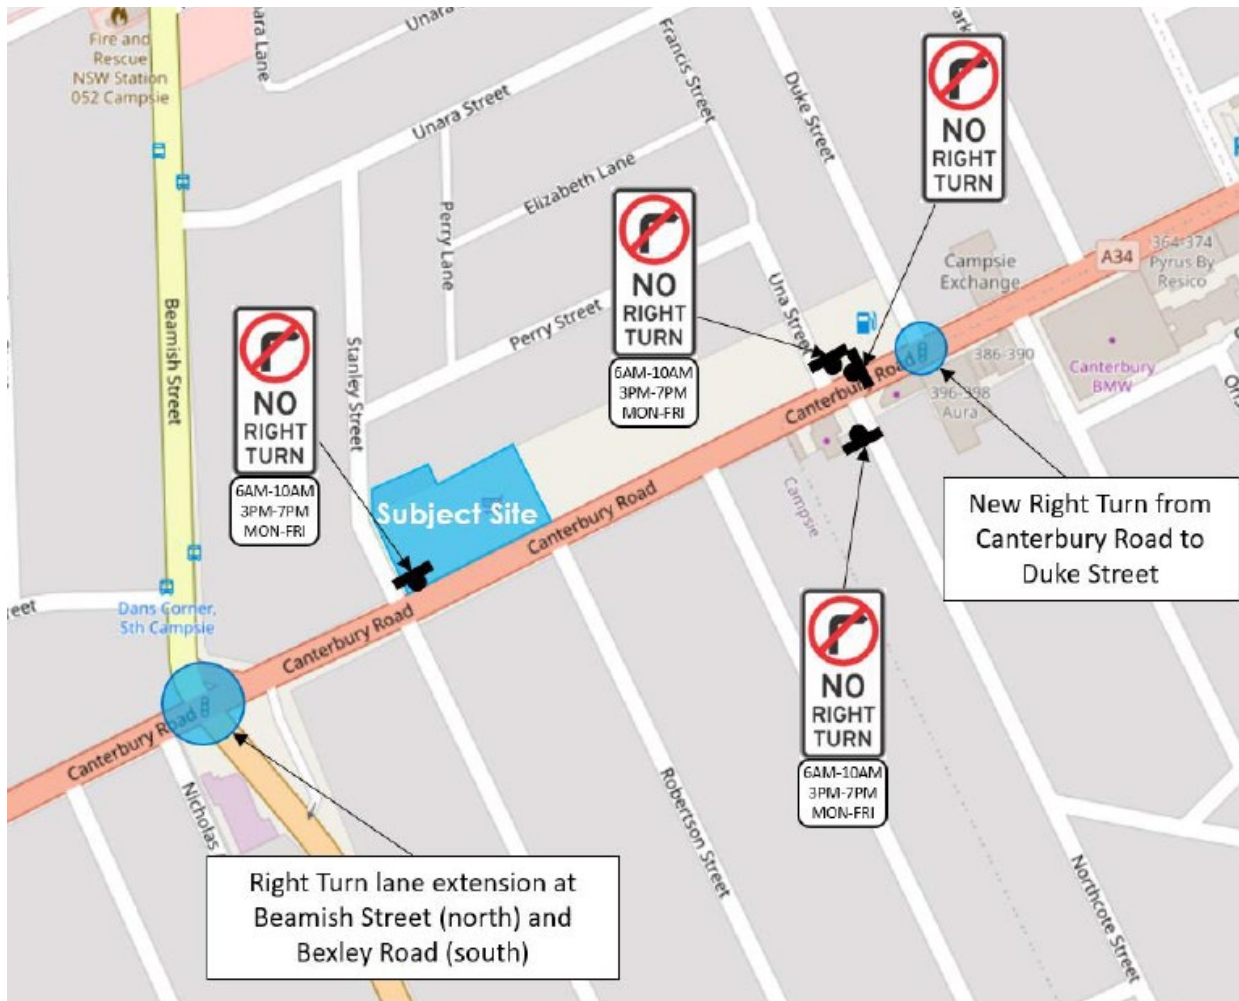 Fire and
Rescue
NSW Station
052 Campsie
Unara Street
Francis Street
Duke Street
NO
RIGHT
TURN
Unara Street
Elizabeth Lane
Perry Lane
NO
RIGHT
TURN
6AM-10AM
3PM-7PM
MON-FRI
Campsie
Exchange
A34
364-374
Pyrus By
Resico
Beamish Street
Stanley Street
Perry Street
Una Street
NO
RIGHT
TURN
6AM-10AM
3PM-7PM
MON-FRI
Canterbury Road
386-390
Canterbury
BMW
396-398
Aura
Subject Site
Canterbury Road
Campsie
New Right Turn from
Canterbury Road to
Duke Street
Dans Corner,
Sth Campsie
Canterbury Road
NO
RIGHT
TURN
6AM-10AM
3PM-7PM
MON-FRI
Canterbury Road
Nicholas
Robertson Street
Northcote Street
Right Turn lane extension at
Beamish Street (north) and
Bexley Road (south)